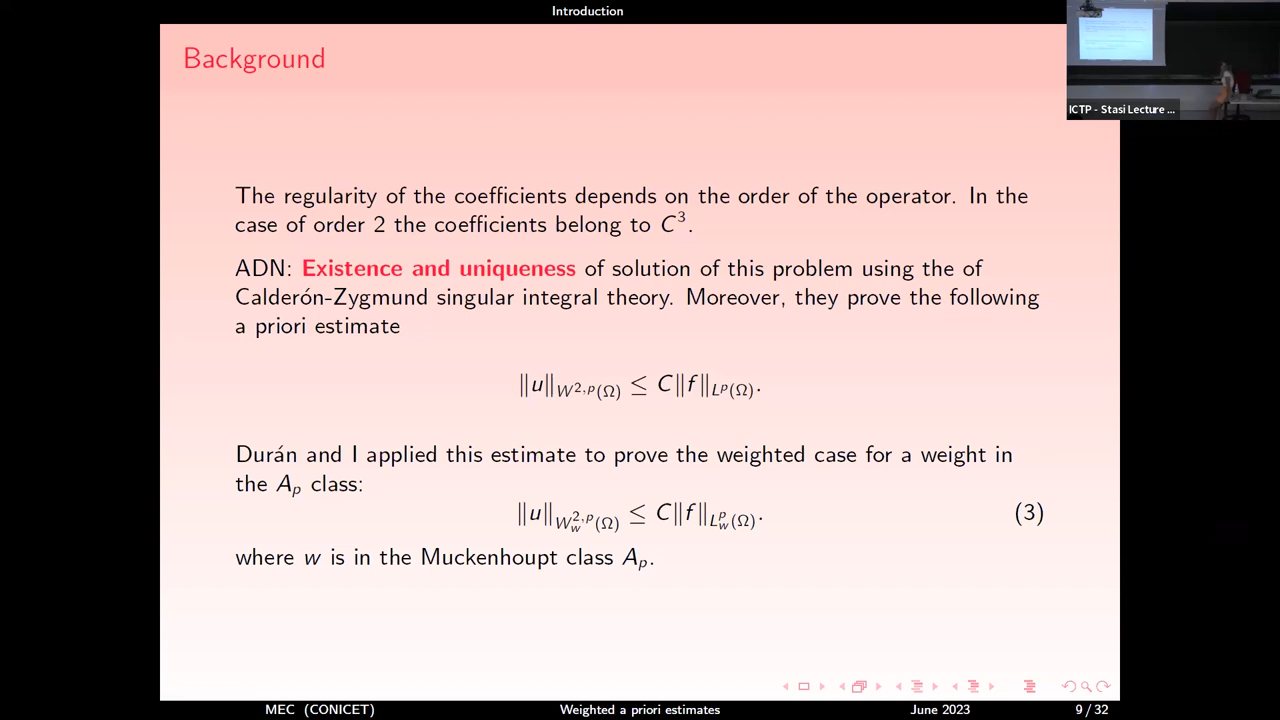 Introduction
Background
ICTP - Stasi Lecture ...
The regularity of the coefficients depends on the order of the operator. In the
case of order 2 the coefficients belong to C³.
ADN: Existence and uniqueness of solution of this problem using the of
Calderón-Zygmund singular integral theory. Moreover, they prove the following
a priori estimate
‖u‖_{W^{2,p}(Ω)} ≤ C‖f‖_{L^p(Ω)}.
Durán and I applied this estimate to prove the weighted case for a weight in
the A_p class:
‖u‖_{W^{2,p}_w(Ω)} ≤ C‖f‖_{L^p_w(Ω)}. (3)
where w is in the Muckenhoupt class A_p.
MEC (CONICET) Weighted a priori estimates June 2023 9 / 32